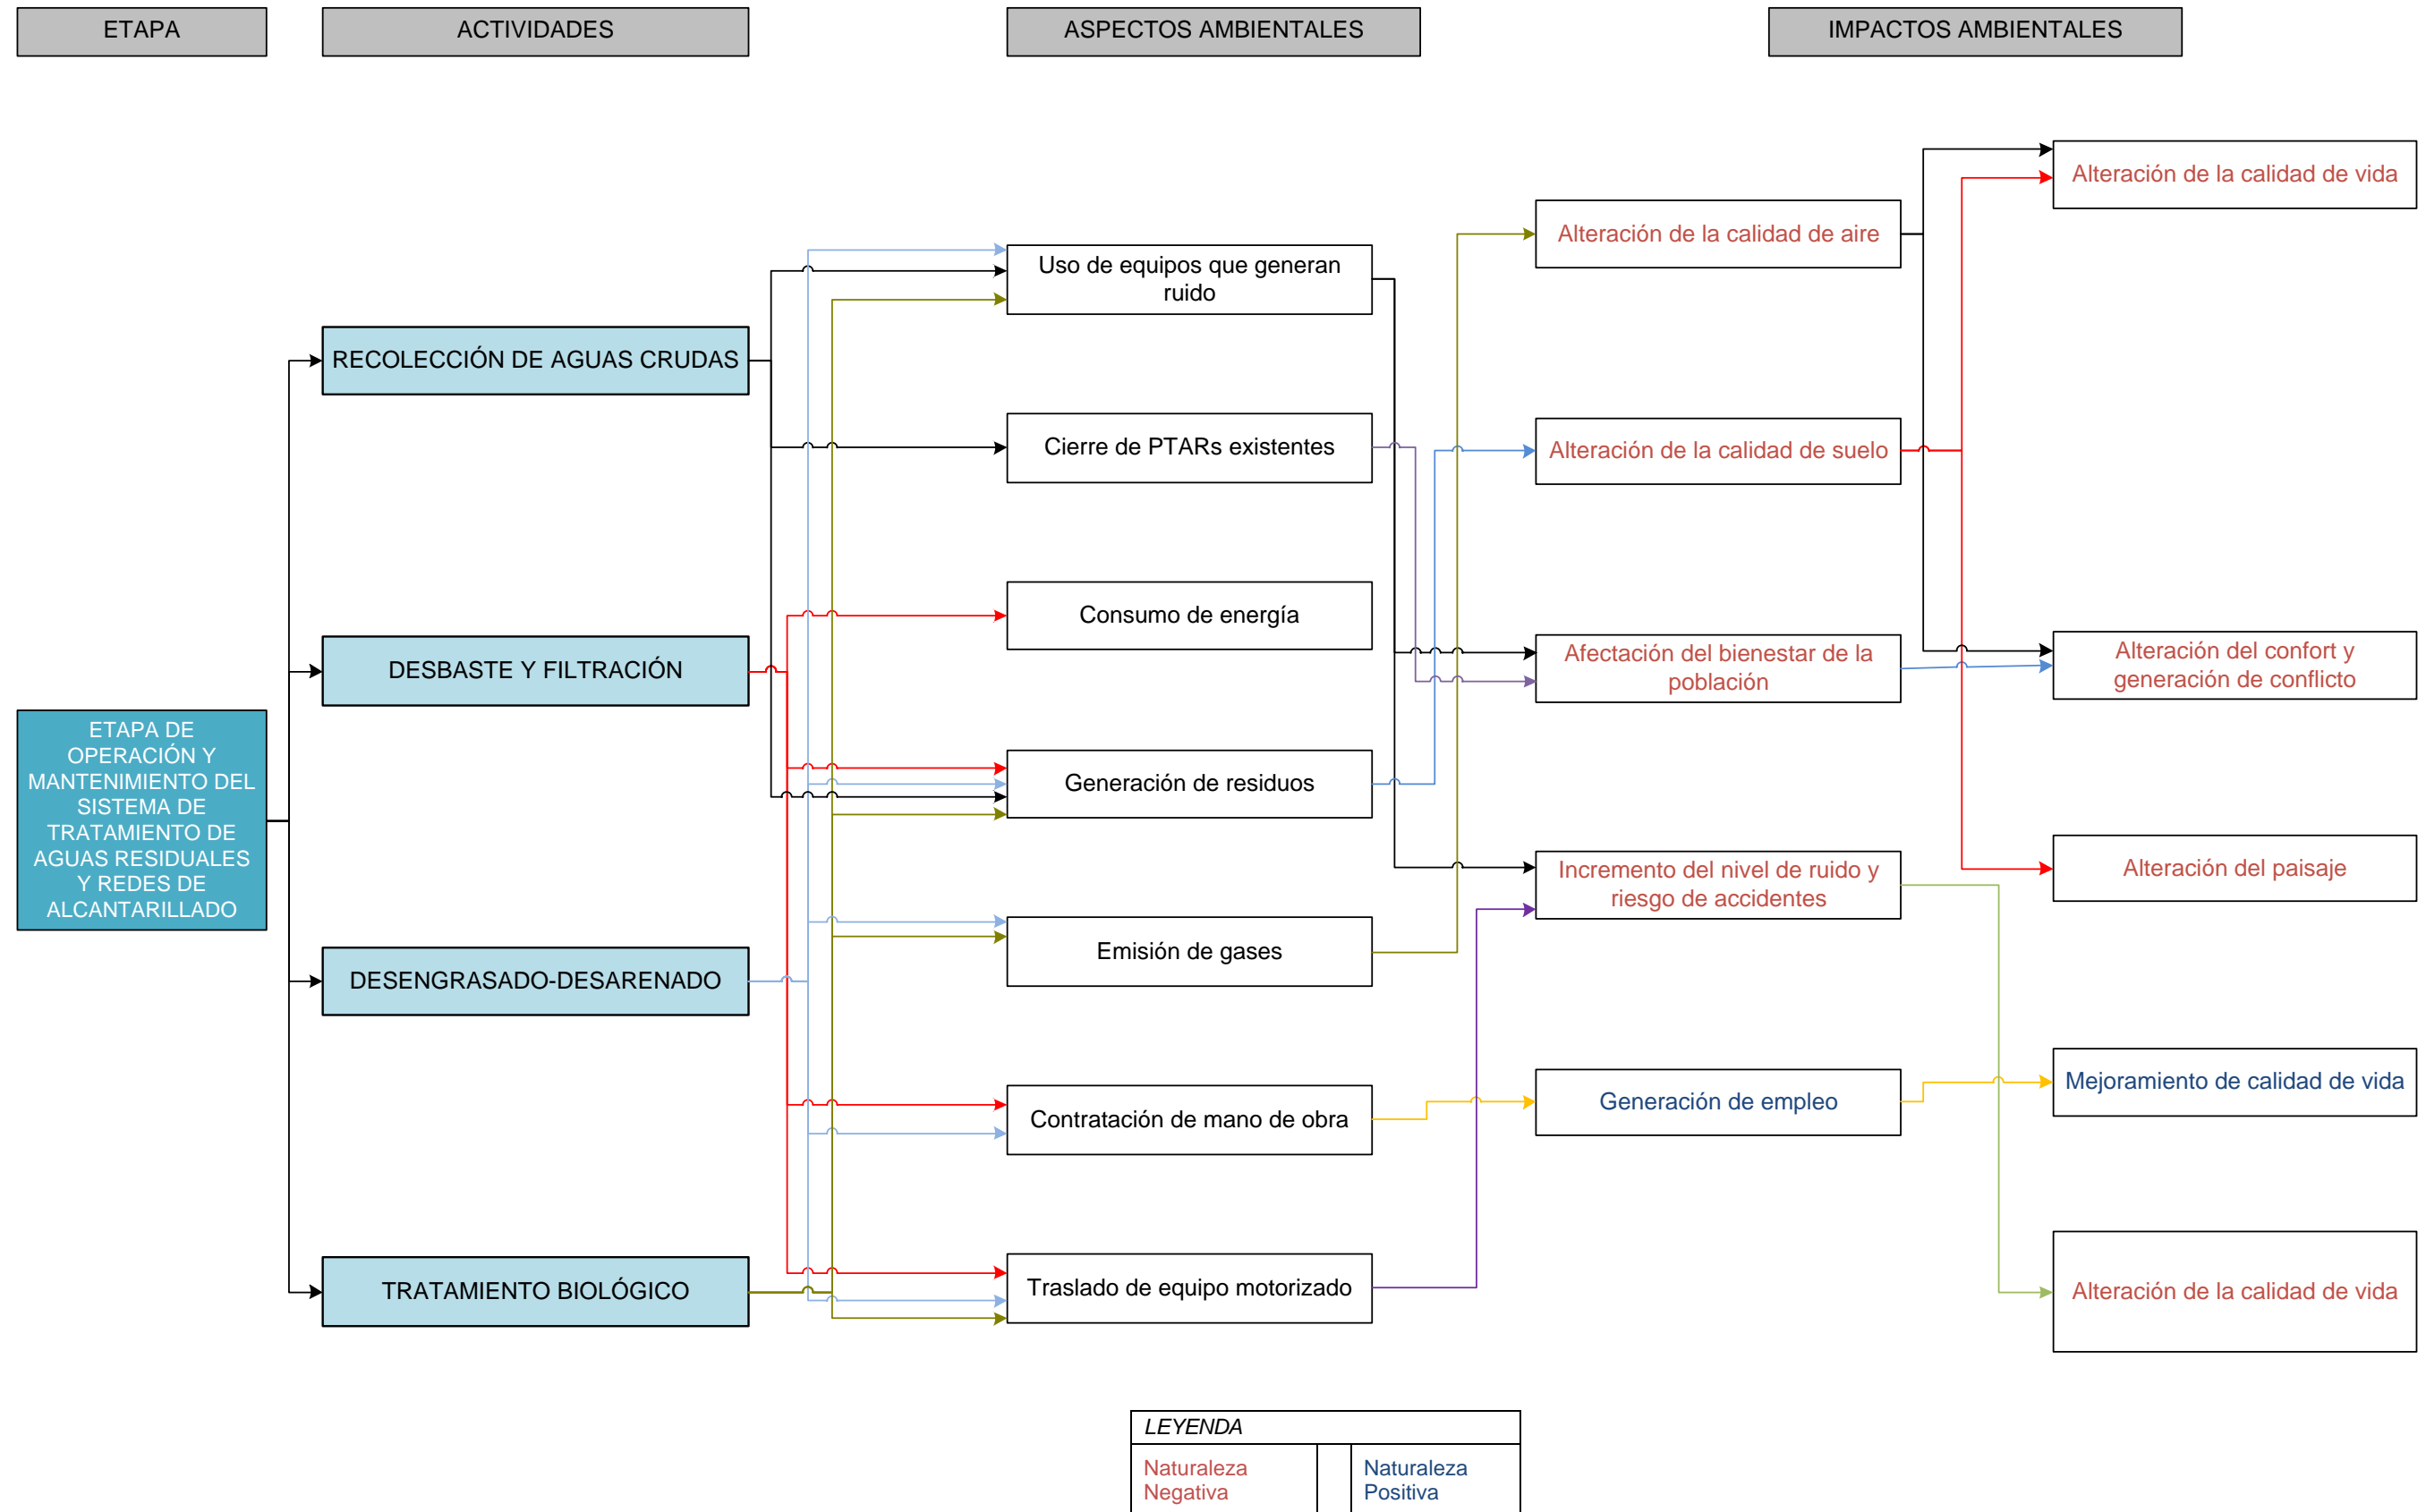 ETAPA
ACTIVIDADES
ASPECTOS AMBIENTALES
IMPACTOS AMBIENTALES
ETAPA DE
OPERACIÓN Y
MANTENIMIENTO DEL
SISTEMA DE
TRATAMIENTO DE
AGUAS RESIDUALES
Y REDES DE
ALCANTARILLADO
RECOLECCIÓN DE AGUAS CRUDAS
DESBASTE Y FILTRACIÓN
DESENGRASADO-DESARENADO
TRATAMIENTO BIOLÓGICO
Uso de equipos que generan
ruido
Cierre de PTARs existentes
Consumo de energía
Generación de residuos
Emisión de gases
Contratación de mano de obra
Traslado de equipo motorizado
Alteración de la calidad de aire
Alteración de la calidad de suelo
Afectación del bienestar de la
población
Incremento del nivel de ruido y
riesgo de accidentes
Generación de empleo
Alteración de la calidad de vida
Alteración del confort y
generación de conflicto
Alteración del paisaje
Mejoramiento de calidad de vida
Alteración de la calidad de vida
LEYENDA
Naturaleza
Negativa
Naturaleza
Positiva